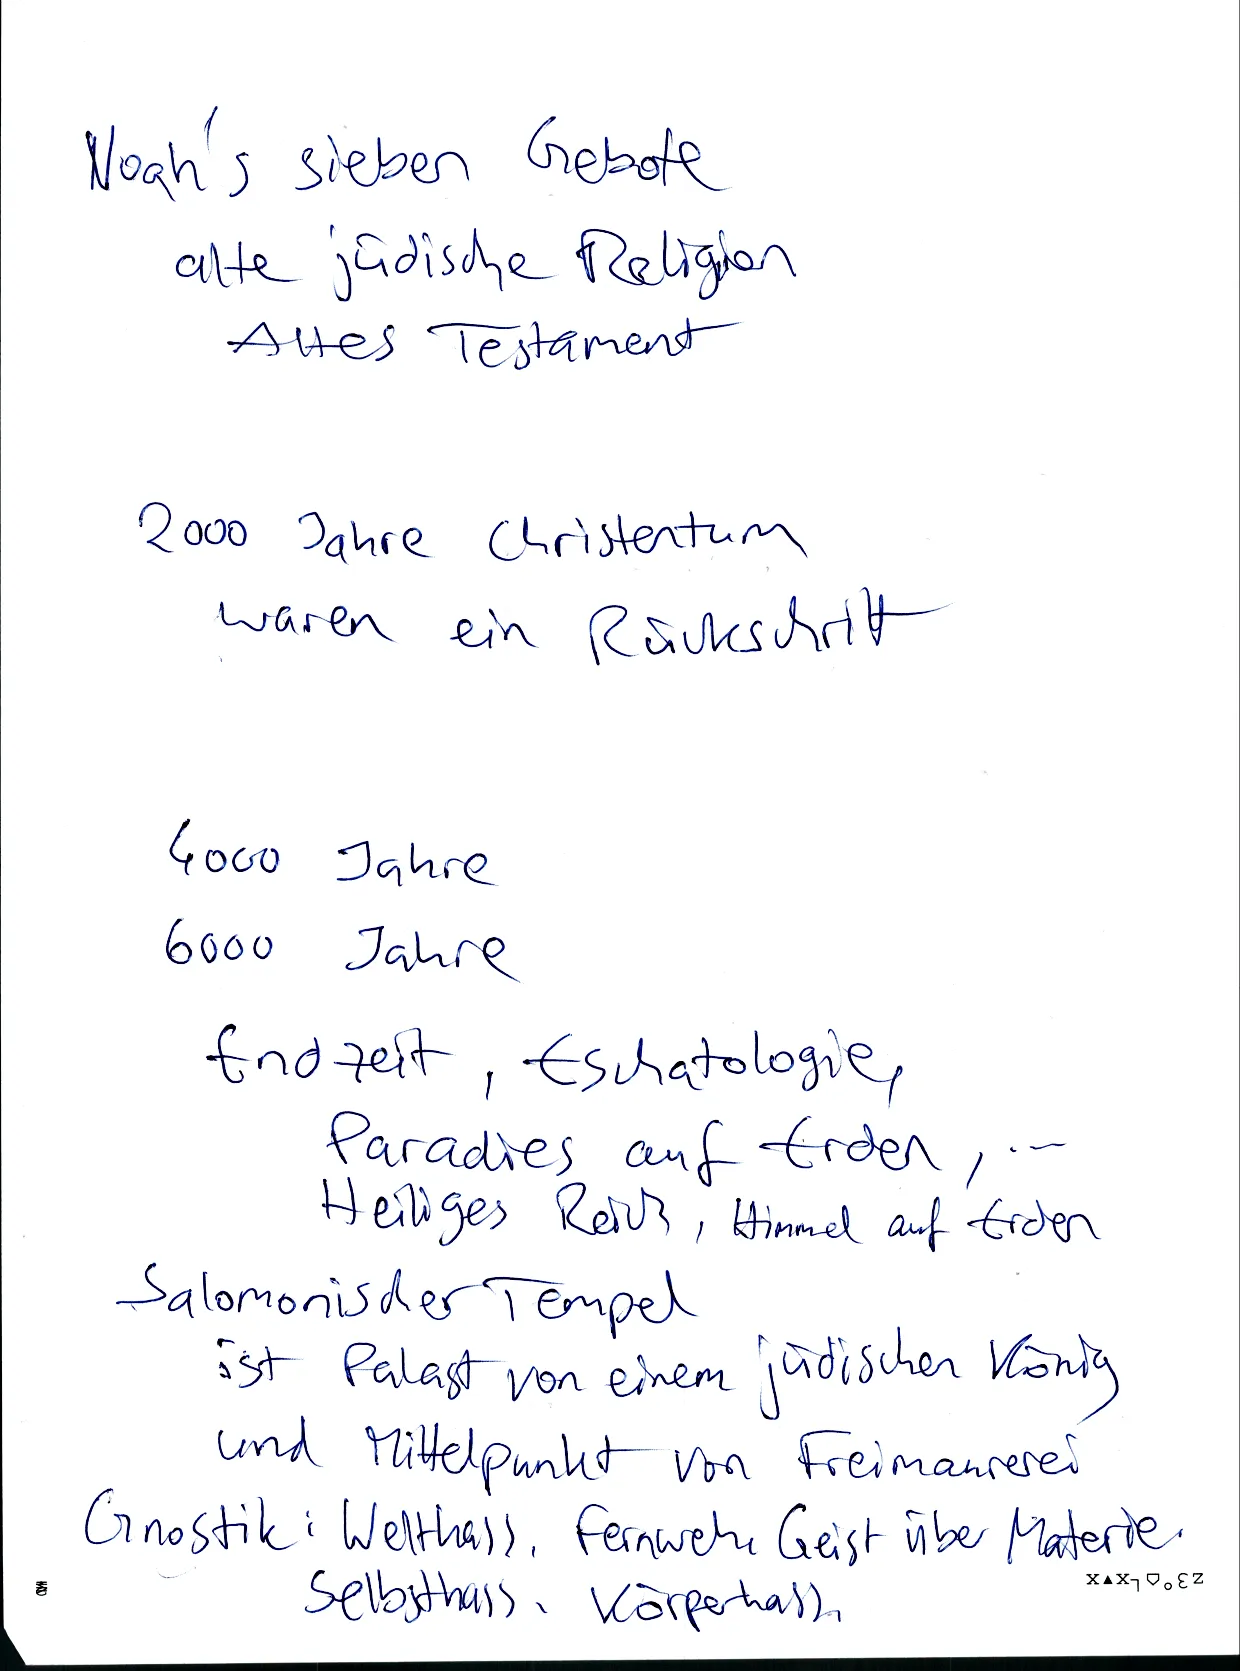 Noah's sieben Gebote
alte jüdische Religion
Altes Testament
2000 Jahre Christentum
waren ein Rückschritt
4000 Jahre
6000 Jahre
Endzeit, Eschatologie,
Paradies auf Erden, ...
Heiliges Reich, Himmel auf Erden
Salomonischer Tempel
ist Palast von einem jüdischen König
und Mittelpunkt von Freimaurerei
Gnostik: Welthass. Fernweh. Geist über Materie.
Selbsthass. Körperhass.